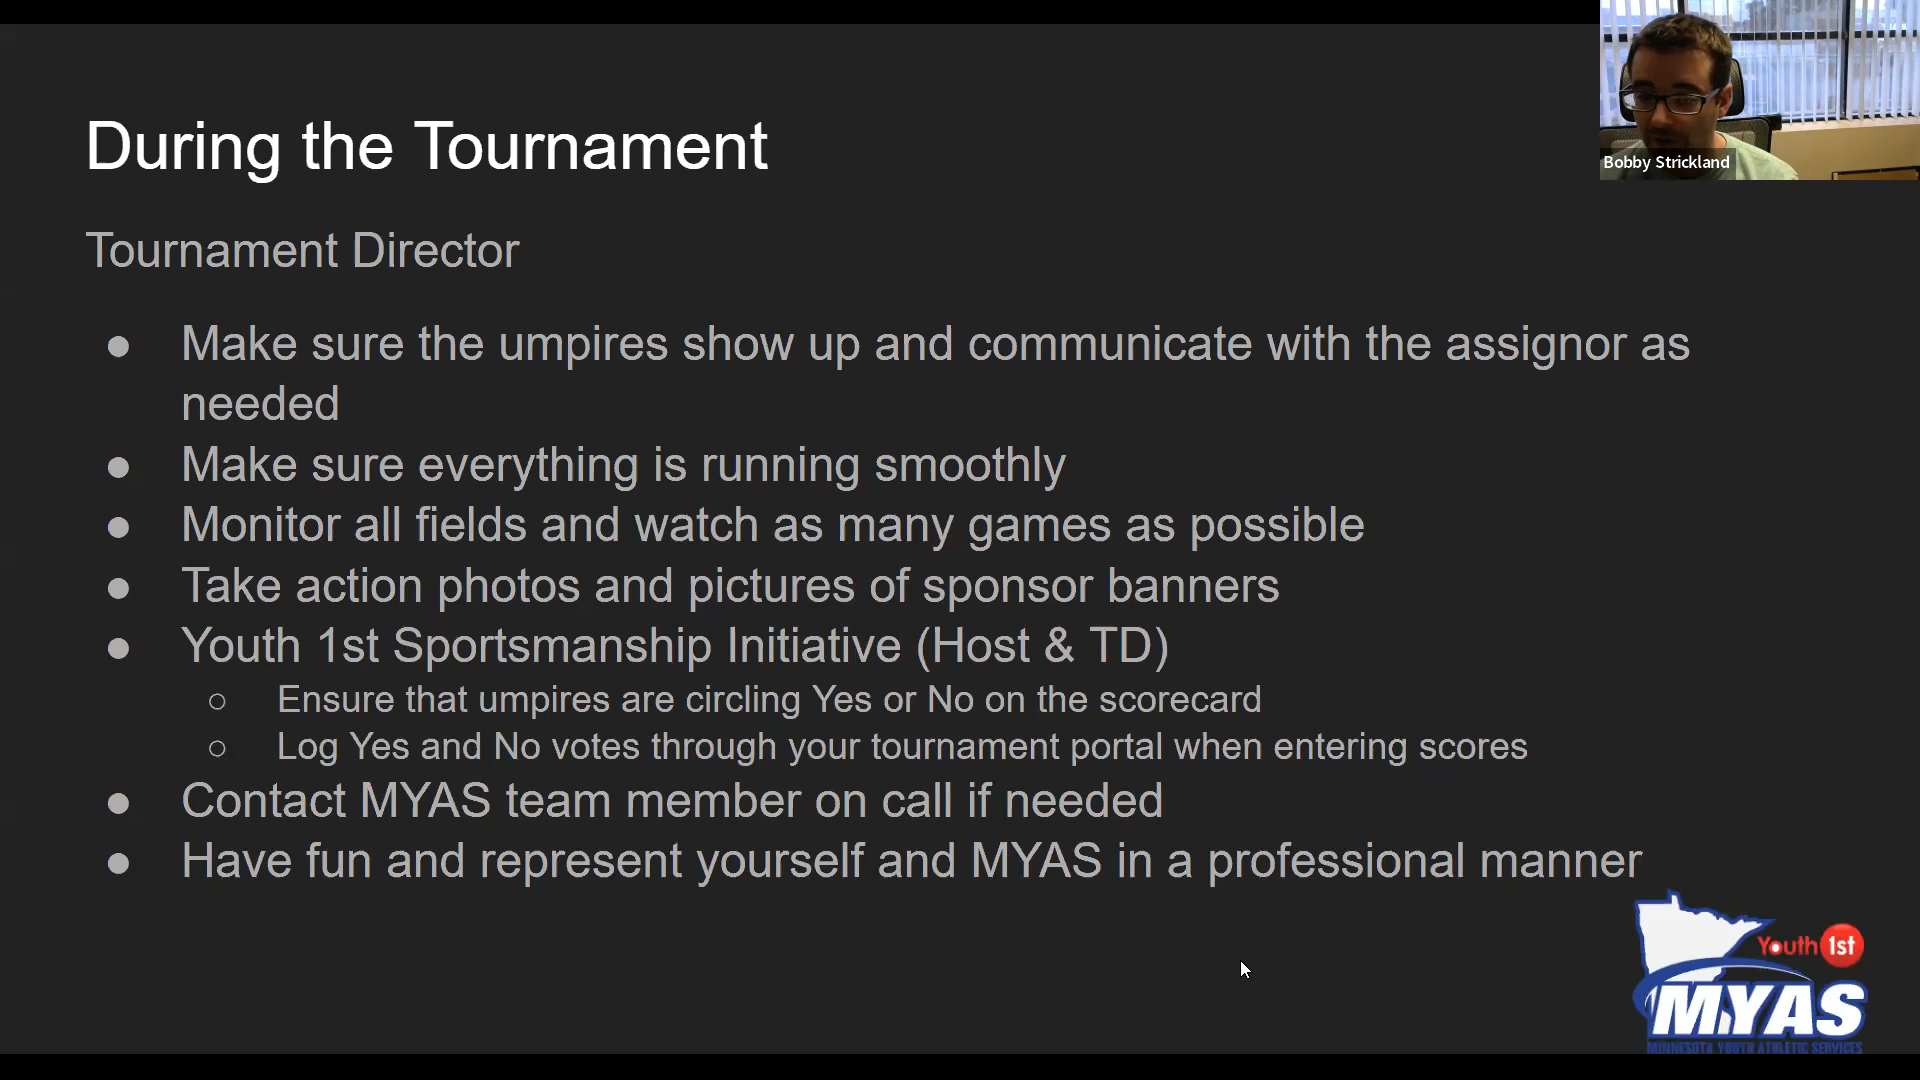 During the Tournament
Bobby Strickland
Tournament Director
● Make sure the umpires show up and communicate with the assignor as
needed
● Make sure everything is running smoothly
● Monitor all fields and watch as many games as possible
● Take action photos and pictures of sponsor banners
● Youth 1st Sportsmanship Initiative (Host & TD)
○ Ensure that umpires are circling Yes or No on the scorecard
○ Log Yes and No votes through your tournament portal when entering scores
● Contact MYAS team member on call if needed
● Have fun and represent yourself and MYAS in a professional manner
Youth 1st
MYAS
MINNESOTA YOUTH ATHLETIC SERVICES